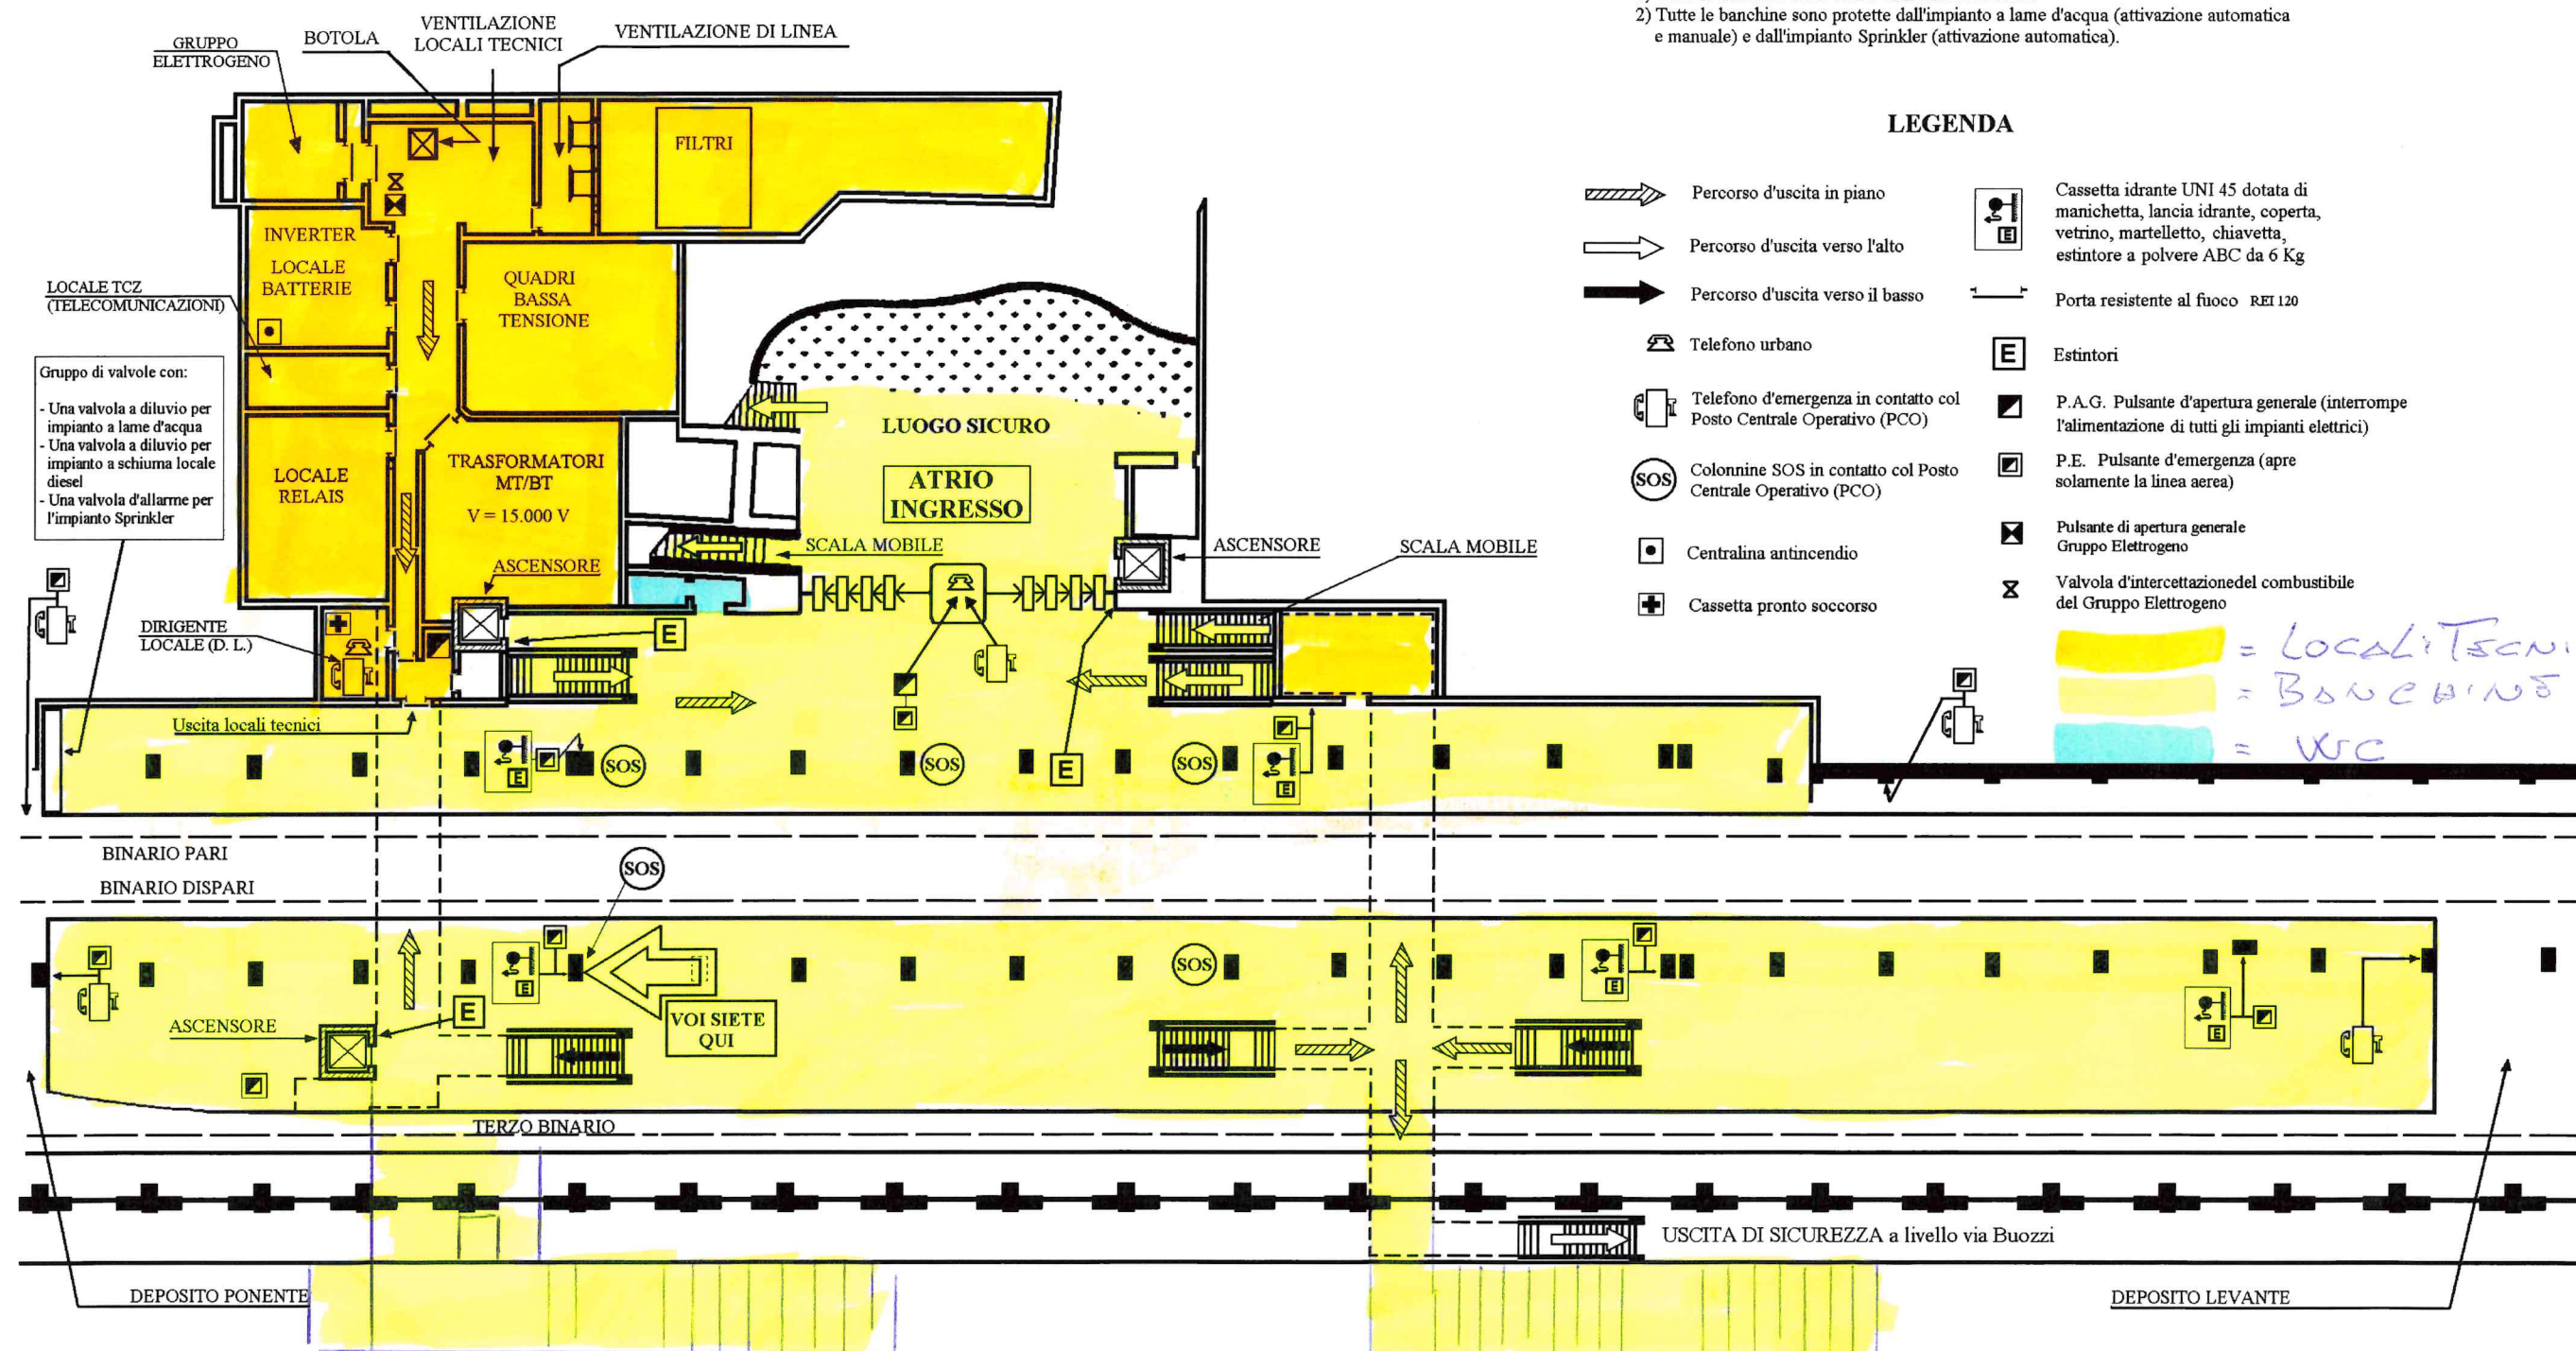 2) Tutte le banchine sono protette dall'impianto a lame d'acqua (attivazione automatica
e manuale) e dall'impianto Sprinkler (attivazione automatica).
GRUPPO
ELETTROGENO
BOTOLA
VENTILAZIONE
LOCALI TECNICI
VENTILAZIONE DI LINEA
FILTRI
INVERTER
LOCALE
BATTERIE
QUADRI
BASSA
TENSIONE
LOCALE TCZ
(TELECOMUNICAZIONI)
Gruppo di valvole con:
- Una valvola a diluvio per
impianto a lame d'acqua
- Una valvola a diluvio per
impianto a schiuma locale
diesel
- Una valvola d'allarme per
l'impianto Sprinkler
LOCALE
RELAIS
TRASFORMATORI
MT/BT
V = 15.000 V
ASCENSORE
LUOGO SICURO
ATRIO
INGRESSO
SCALA MOBILE
ASCENSORE
SCALA MOBILE
DIRIGENTE
LOCALE (D. L.)
E
Uscita locali tecnici
E
SOS
SOS
E
SOS
E
LEGENDA
Percorso d'uscita in piano
Percorso d'uscita verso l'alto
Percorso d'uscita verso il basso
Telefono urbano
Telefono d'emergenza in contatto col
Posto Centrale Operativo (PCO)
SOS
Colonnine SOS in contatto col Posto
Centrale Operativo (PCO)
Centralina antincendio
Cassetta pronto soccorso
E
Cassetta idrante UNI 45 dotata di
manichetta, lancia idrante, coperta,
vetrino, martelletto, chiavetta,
estintore a polvere ABC da 6 Kg
Porta resistente al fuoco REI 120
E
Estintori
P.A.G. Pulsante d'apertura generale (interrompe
l'alimentazione di tutti gli impianti elettrici)
P.E. Pulsante d'emergenza (apre
solamente la linea aerea)
Pulsante di apertura generale
Gruppo Elettrogeno
Valvola d'intercettazionedel combustibile
del Gruppo Elettrogeno
= LOCALI TECNI
= BANCHINE
= WC
BINARIO PARI
BINARIO DISPARI
SOS
E
E
SOS
E
E
ASCENSORE
VOI SIETE
QUI
TERZO BINARIO
USCITA DI SICUREZZA a livello via Buozzi
DEPOSITO PONENTE
DEPOSITO LEVANTE